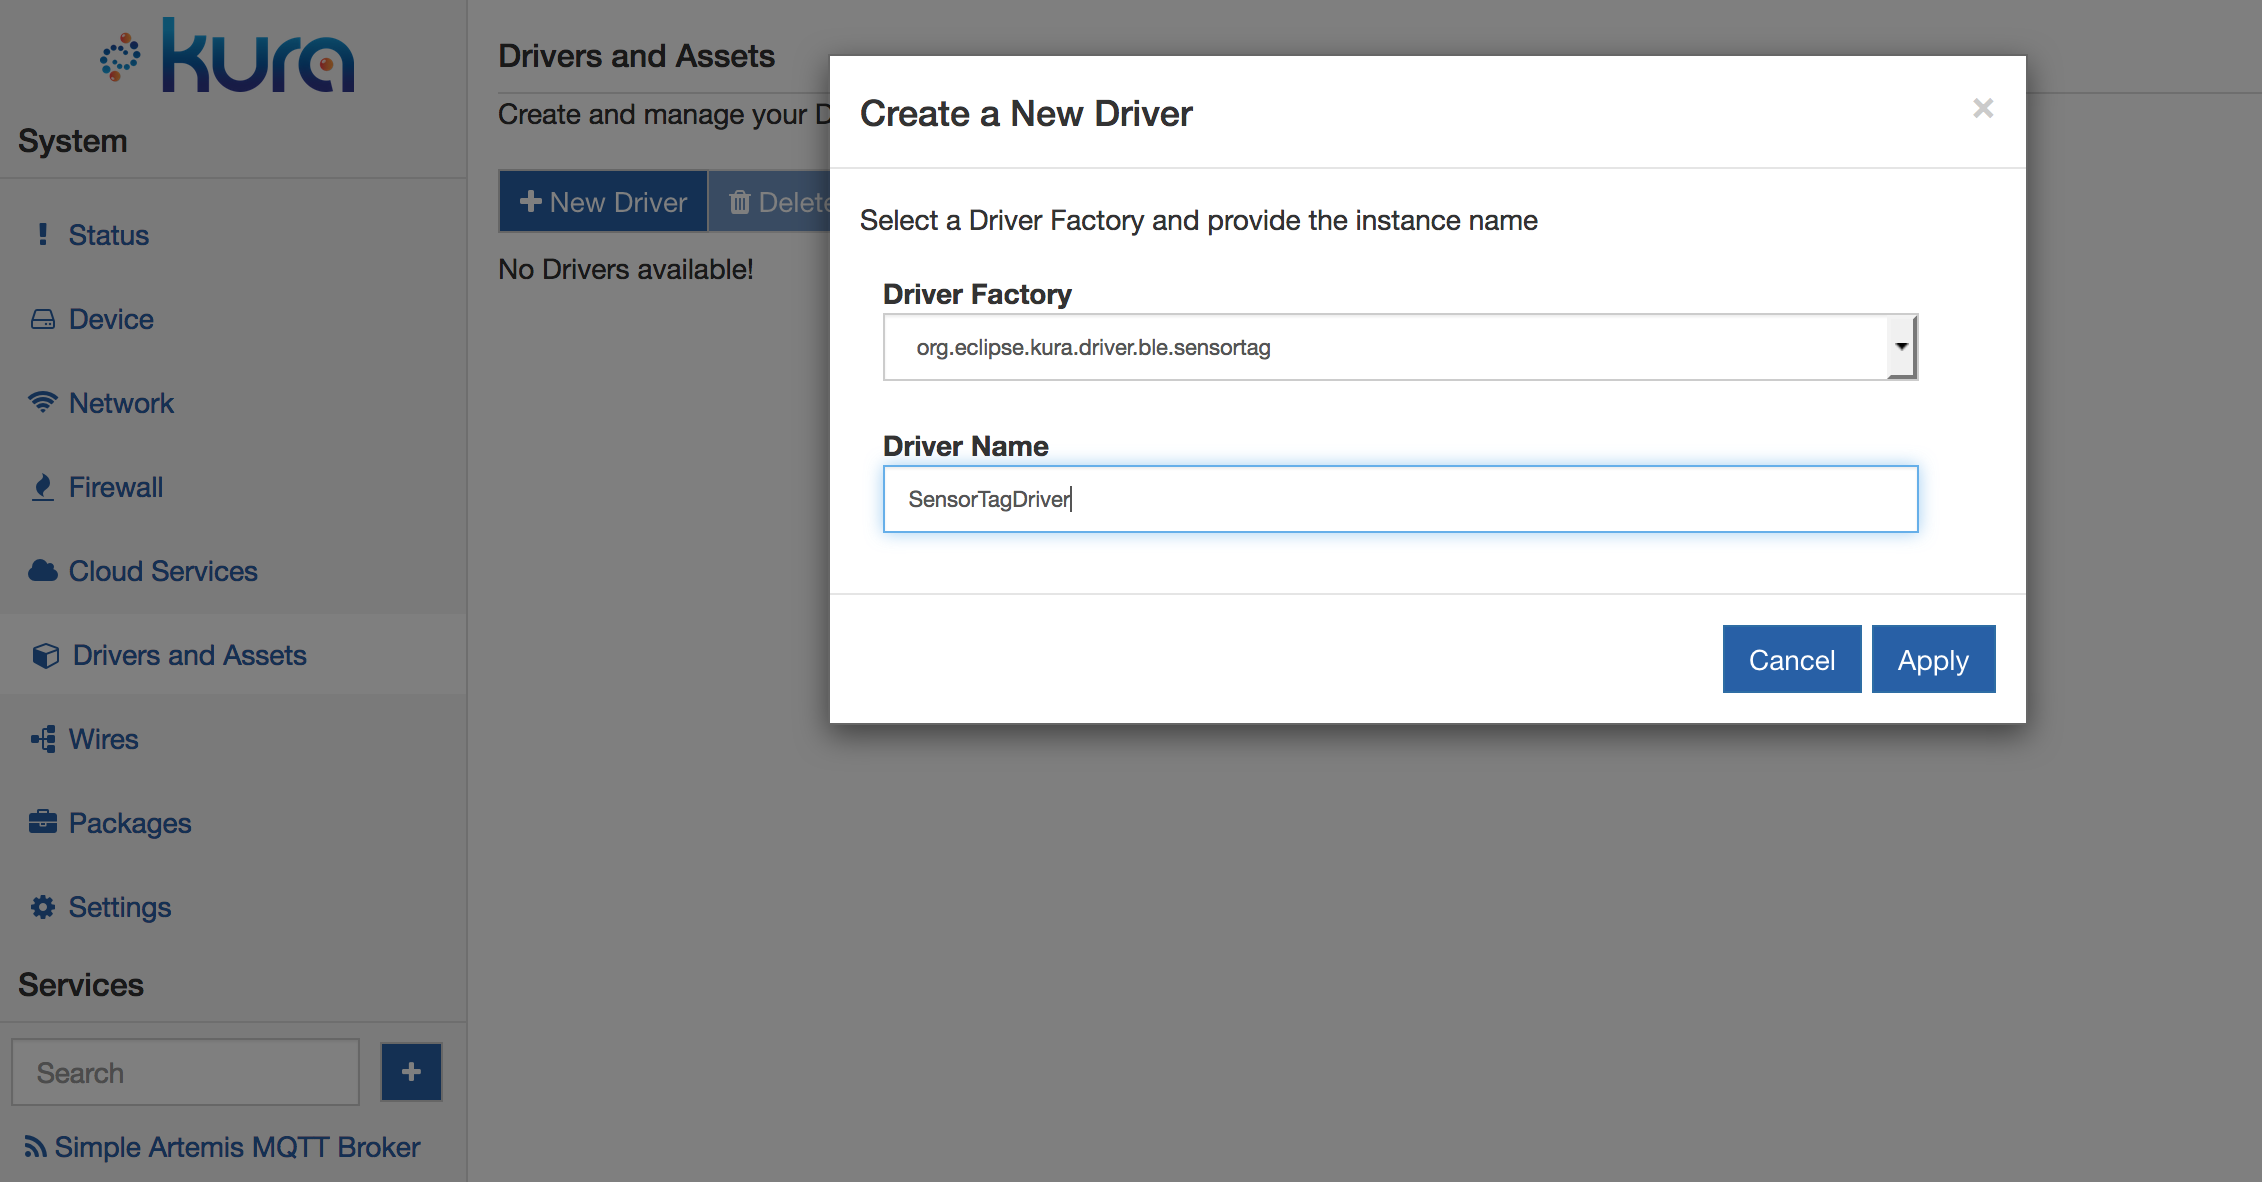 kura
System
Status
Device
Network
Firewall
Cloud Services
Drivers and Assets
Wires
Packages
Settings
Services
Search
Simple Artemis MQTT Broker
Drivers and Assets
Create and manage your D
New Driver
Delete
No Drivers available!
Create a New Driver
×
Select a Driver Factory and provide the instance name
Driver Factory
org.eclipse.kura.driver.ble.sensortag
Driver Name
SensorTagDriver
Cancel
Apply